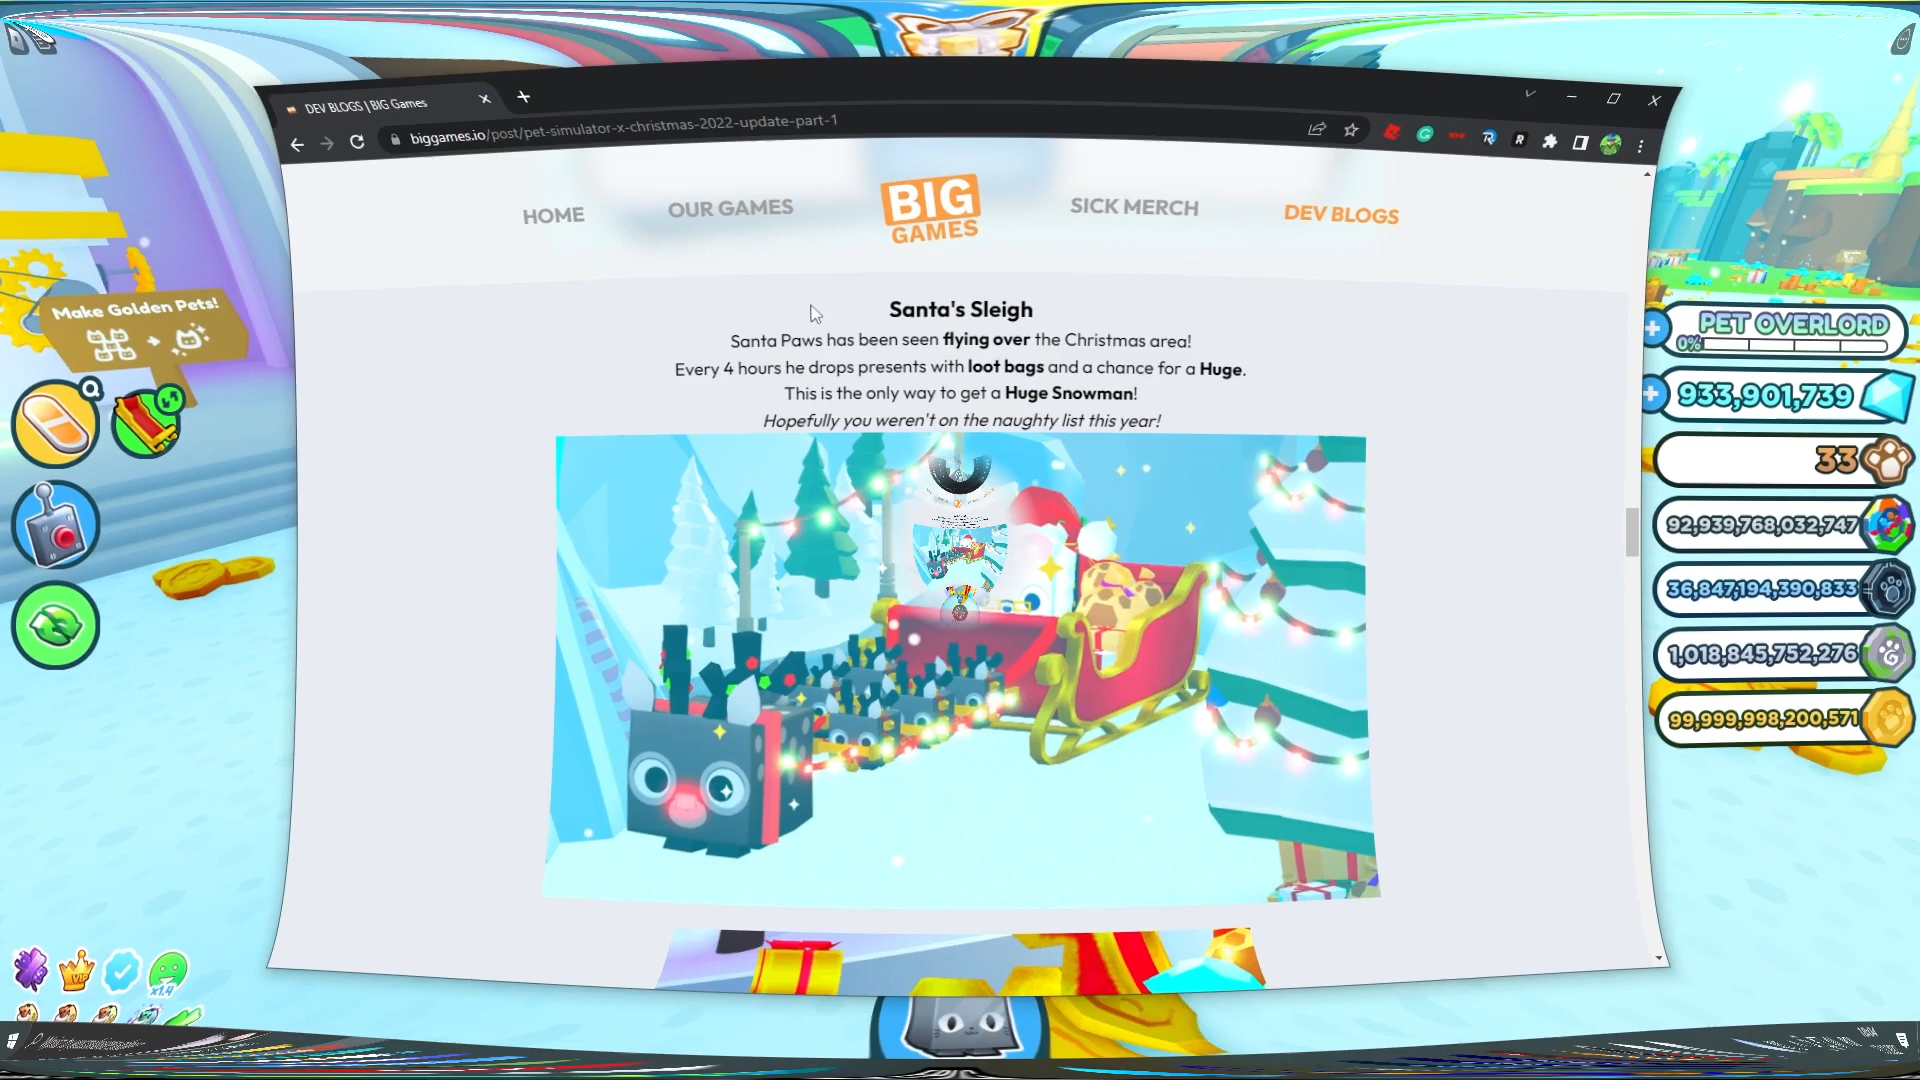 DEV BLOGS | BIG Games
biggames.io/post/pet-simulator-x-christmas-2022-update-part-1
HOME
OUR GAMES
BIG
GAMES
SICK MERCH
DEV BLOGS
Santa's Sleigh
Santa Paws has been seen flying over the Christmas area!
Every 4 hours he drops presents with loot bags and a chance for a Huge.
This is the only way to get a Huge Snowman!
Hopefully you weren't on the naughty list this year!
Make Golden Pets!
Q
PET OVERLORD
0%
933,901,739
33
92,939,768,032,747
36,847,194,390,833
1,018,845,752,276
99,999,998,200,571
VIP
x1.4